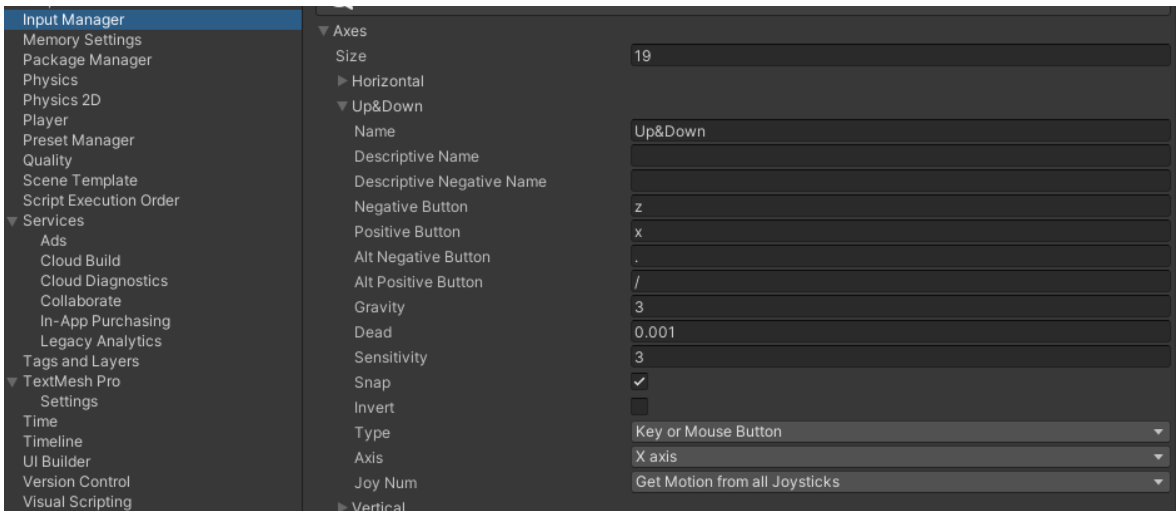 Input Manager
Memory Settings
Package Manager
Physics
Physics 2D
Player
Preset Manager
Quality
Scene Template
Script Execution Order
Services
Ads
Cloud Build
Cloud Diagnostics
Collaborate
In-App Purchasing
Legacy Analytics
Tags and Layers
TextMesh Pro
Settings
Time
Timeline
UI Builder
Version Control
Visual Scripting
Axes
Size 19
Horizontal
Up&Down
Name Up&Down
Descriptive Name
Descriptive Negative Name
Negative Button z
Positive Button x
Alt Negative Button .
Alt Positive Button /
Gravity 3
Dead 0.001
Sensitivity 3
Snap
Invert
Type Key or Mouse Button
Axis X axis
Joy Num Get Motion from all Joysticks
Vertical